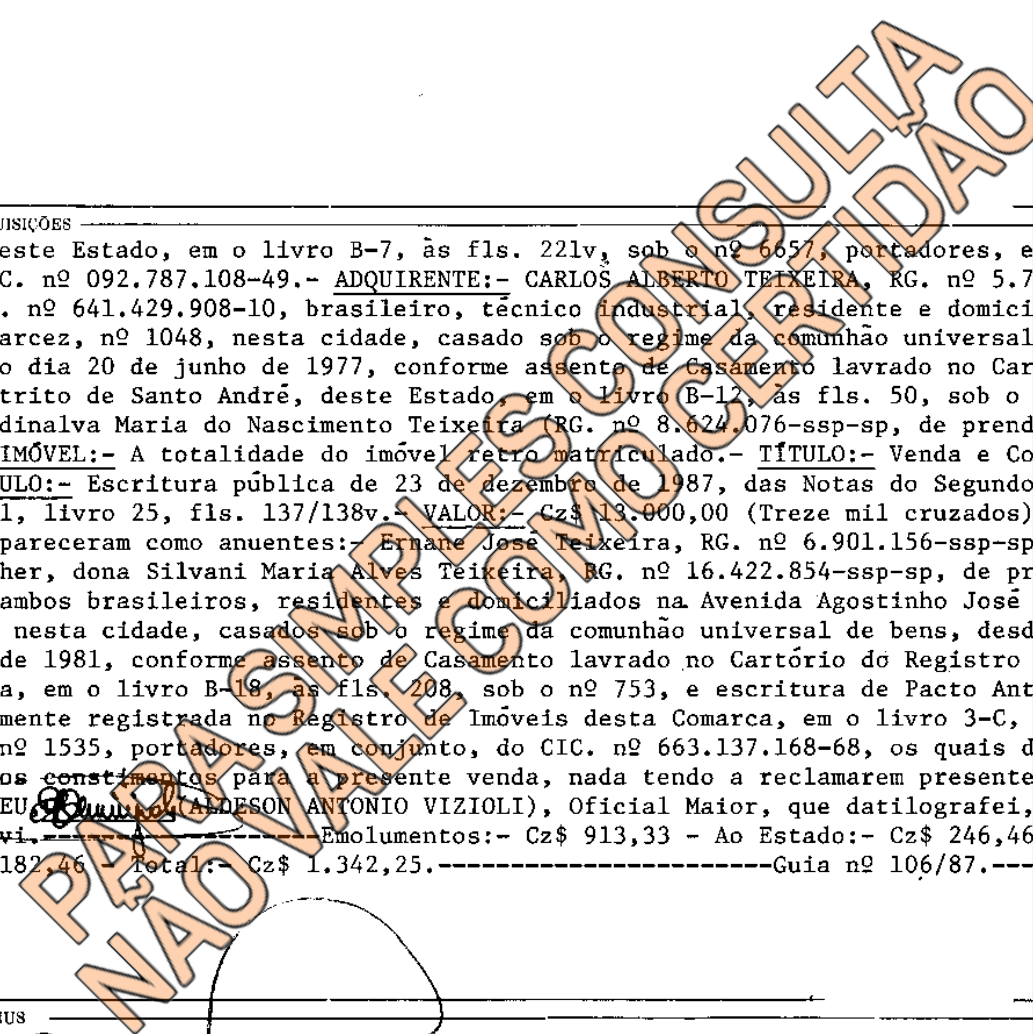 UISIÇÕES
este Estado, em o livro B-7, às fls. 221v, sob o nº 6657, portadores, e
C. nº 092.787.108-49.- ADQUIRENTE:- CARLOS ALBERTO TEIXEIRA, RG. nº 5.7
. nº 641.429.908-10, brasileiro, técnico industrial, residente e domici
arcez, nº 1048, nesta cidade, casado sob o regime da comunhão universal
o dia 20 de junho de 1977, conforme assento de Casamento lavrado no Car
trito de Santo André, deste Estado, em o livro B-12, às fls. 50, sob o
dinalva Maria do Nascimento Teixeira (RG. nº 8.624.076-ssp-sp, de prend
IMÓVEL:- A totalidade do imóvel retro matriculado.- TÍTULO:- Venda e Co
ULO:- Escritura pública de 23 de dezembro de 1987, das Notas do Segundo
l, livro 25, fls. 137/138v.- VALOR:- Cz$ 13.000,00 (Treze mil cruzados)
pareceram como anuentes:- Ernane José Teixeira, RG. nº 6.901.156-ssp-sp
her, dona Silvani Maria Alves Teixeira, RG. nº 16.422.854-ssp-sp, de pr
ambos brasileiros, residentes e domiciliados na Avenida Agostinho José
nesta cidade, casados sob o regime da comunhão universal de bens, desd
de 1981, conforme assento de Casamento lavrado no Cartório do Registro
a, em o livro B-18, às fls. 208, sob o nº 753, e escritura de Pacto Ant
mente registrada no Registro de Imóveis desta Comarca, em o livro 3-C,
nº 1535, portadores, em conjunto, do CIC. nº 663.137.168-68, os quais d
os constimentos para a presente venda, nada tendo a reclamarem presente
EU, (ALDESON ANTONIO VIZIOLI), Oficial Maior, que datilografei,
vi.------------------Emolumentos:- Cz$ 913,33 - Ao Estado:- Cz$ 246,46
182,46 - Total:- Cz$ 1.342,25.-----------------------Guia nº 106/87.---
NUS
PARA SIMPLES CONSULTA
NÃO VALE COMO CERTIDÃO